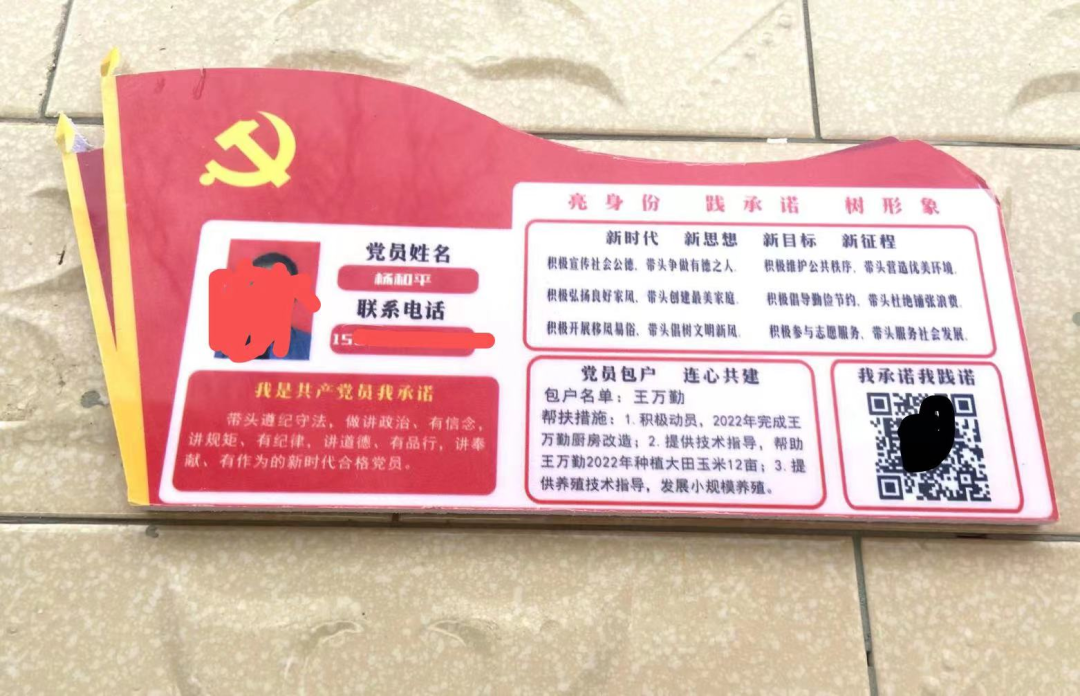 亮身份 践承诺 树形象
党员姓名
杨和平
联系电话
15
我是共产党员我承诺
带头遵纪守法，做讲政治、有信念，
讲规矩、有纪律，讲道德、有品行，讲奉
献、有作为的新时代合格党员。
新时代 新思想 新目标 新征程
积极宣传社会公德，带头争做有德之人。
积极维护公共秩序，带头营造优美环境。
积极弘扬良好家风，带头创建最美家庭。
积极倡导勤俭节约，带头杜绝铺张浪费。
积极开展移风易俗，带头倡树文明新风。
积极参与志愿服务，带头服务社会发展。
党员包户 连心共建
包户名单：王万勤
帮扶措施：1.积极动员，2022年完成王
万勤厨房改造；2.提供技术指导，帮助
王万勤2022年种植大田玉米12亩；3.提
供养殖技术指导，发展小规模养殖。
我承诺我践诺